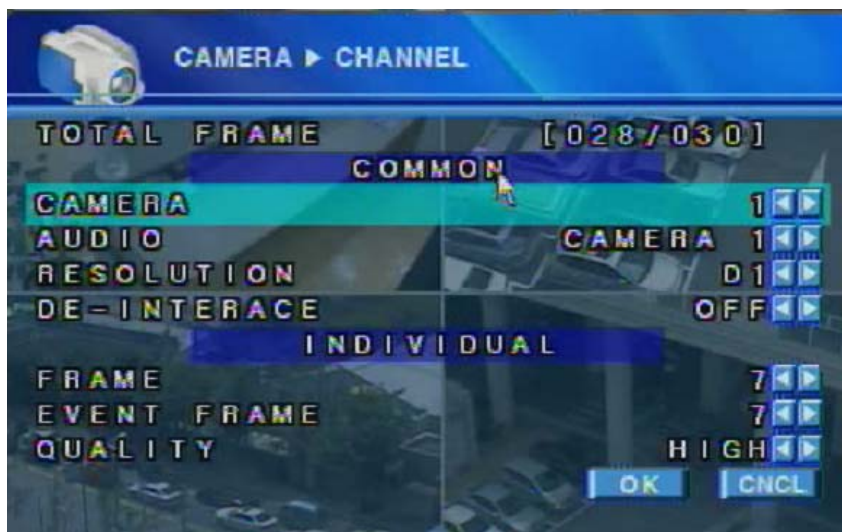 CAMERA ▶ CHANNEL
TOTAL FRAME [028/030]
COMMON
CAMERA 1
AUDIO CAMERA 1
RESOLUTION D1
DE-INTERACE OFF
INDIVIDUAL
FRAME 7
EVENT FRAME 7
QUALITY HIGH
OK CNCL